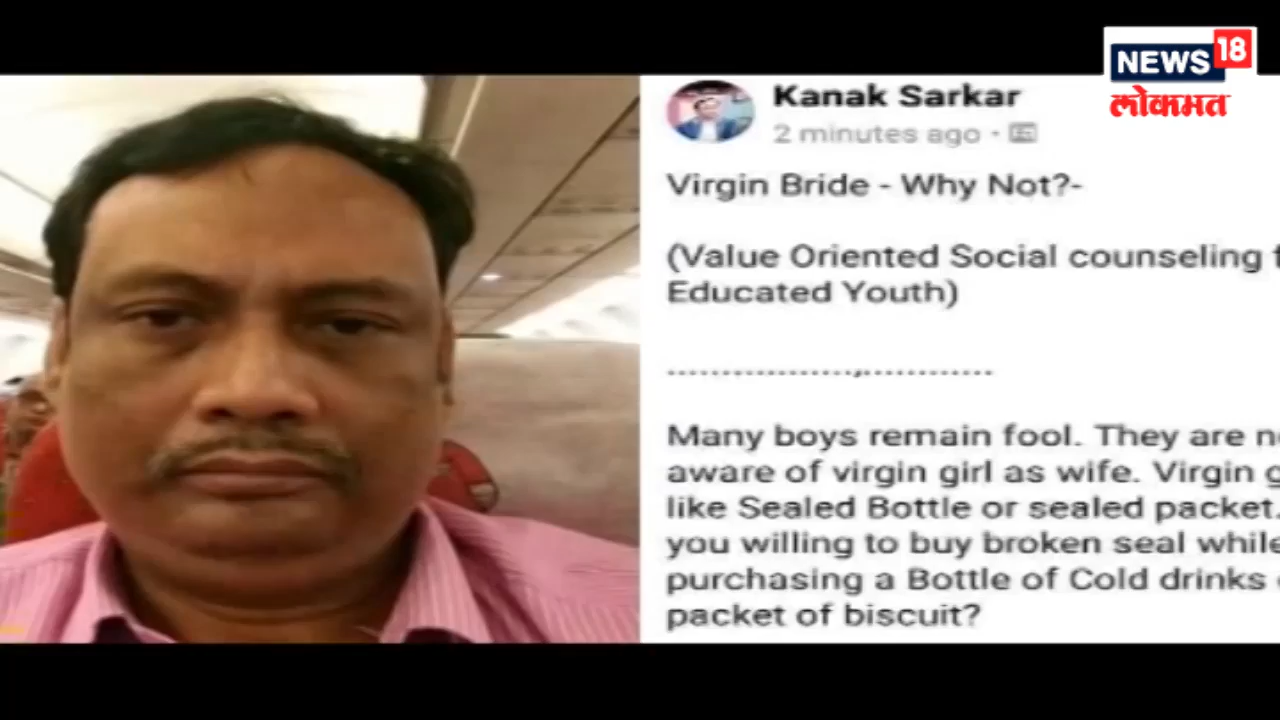 NEWS 18
लोकमत
Kanak Sarkar
2 minutes ago ·
Virgin Bride - Why Not?-
(Value Oriented Social counseling
Educated Youth)
Many boys remain fool. They are
aware of virgin girl as wife. Virgin
like Sealed Bottle or sealed packet.
you willing to buy broken seal while
purchasing a Bottle of Cold drinks
packet of biscuit?